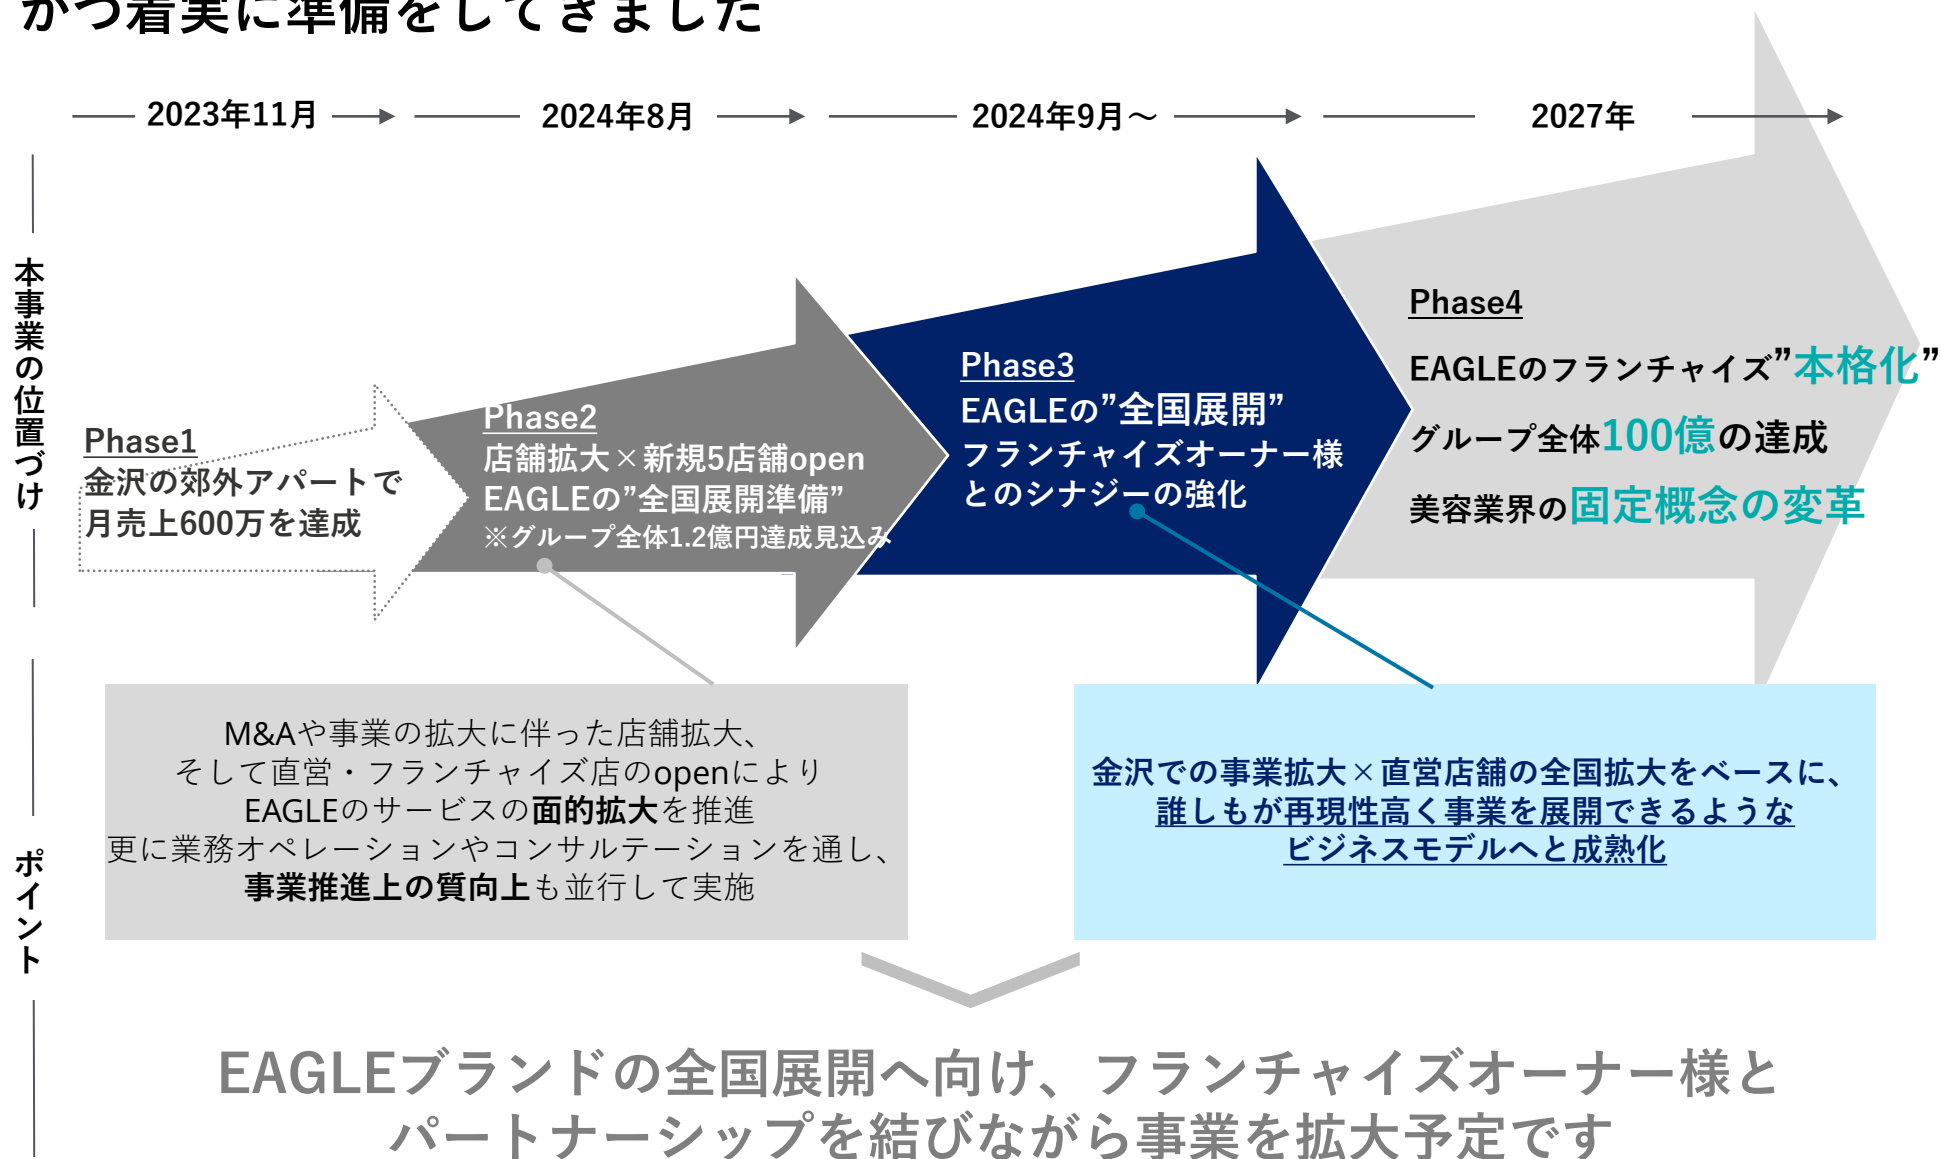 かつ着実に準備をしてきました
2023年11月
2024年8月
2024年9月～
2027年
本事業の位置づけ
Phase1
金沢の郊外アパートで
月売上600万を達成
Phase2
店舗拡大×新規5店舗open
EAGLEの”全国展開準備”
※グループ全体1.2億円達成見込み
Phase3
EAGLEの”全国展開”
フランチャイズオーナー様
とのシナジーの強化
Phase4
EAGLEのフランチャイズ”本格化”
グループ全体100億の達成
美容業界の固定概念の変革
ポイント
M&Aや事業の拡大に伴った店舗拡大、
そして直営・フランチャイズ店のopenにより
EAGLEのサービスの面的拡大を推進
更に業務オペレーションやコンサルテーションを通し、
事業推進上の質向上も並行して実施
金沢での事業拡大×直営店舗の全国拡大をベースに、
誰しもが再現性高く事業を展開できるような
ビジネスモデルへと成熟化
EAGLEブランドの全国展開へ向け、フランチャイズオーナー様と
パートナーシップを結びながら事業を拡大予定です